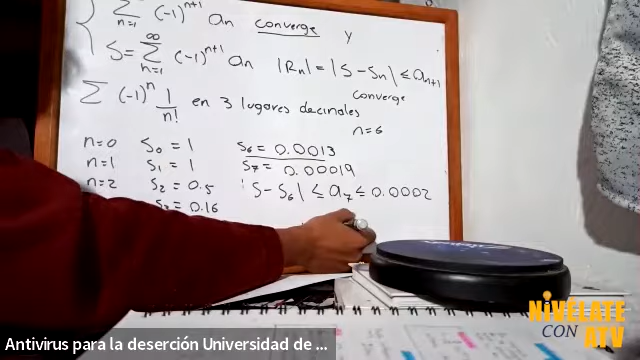 ∑ n=1 (-1)^n+1 an converge y
S = ∑ n=1 ∞ (-1)^n+1 an |Rn| = |S - Sn| ≤ an+1
∑ (-1)^n 1/n! en 3 lugares decimales converge
n=6
n=0 S0 = 1 S6 = 0.0013
n=1 S1 = 1 S7 = 0.00019
n=2 S2 = 0.5 |S - S6| ≤ a7 ≤ 0.0002
S3 = 0.16
NIVÉLATE
CON ATV
Antivirus para la deserción Universidad de ...